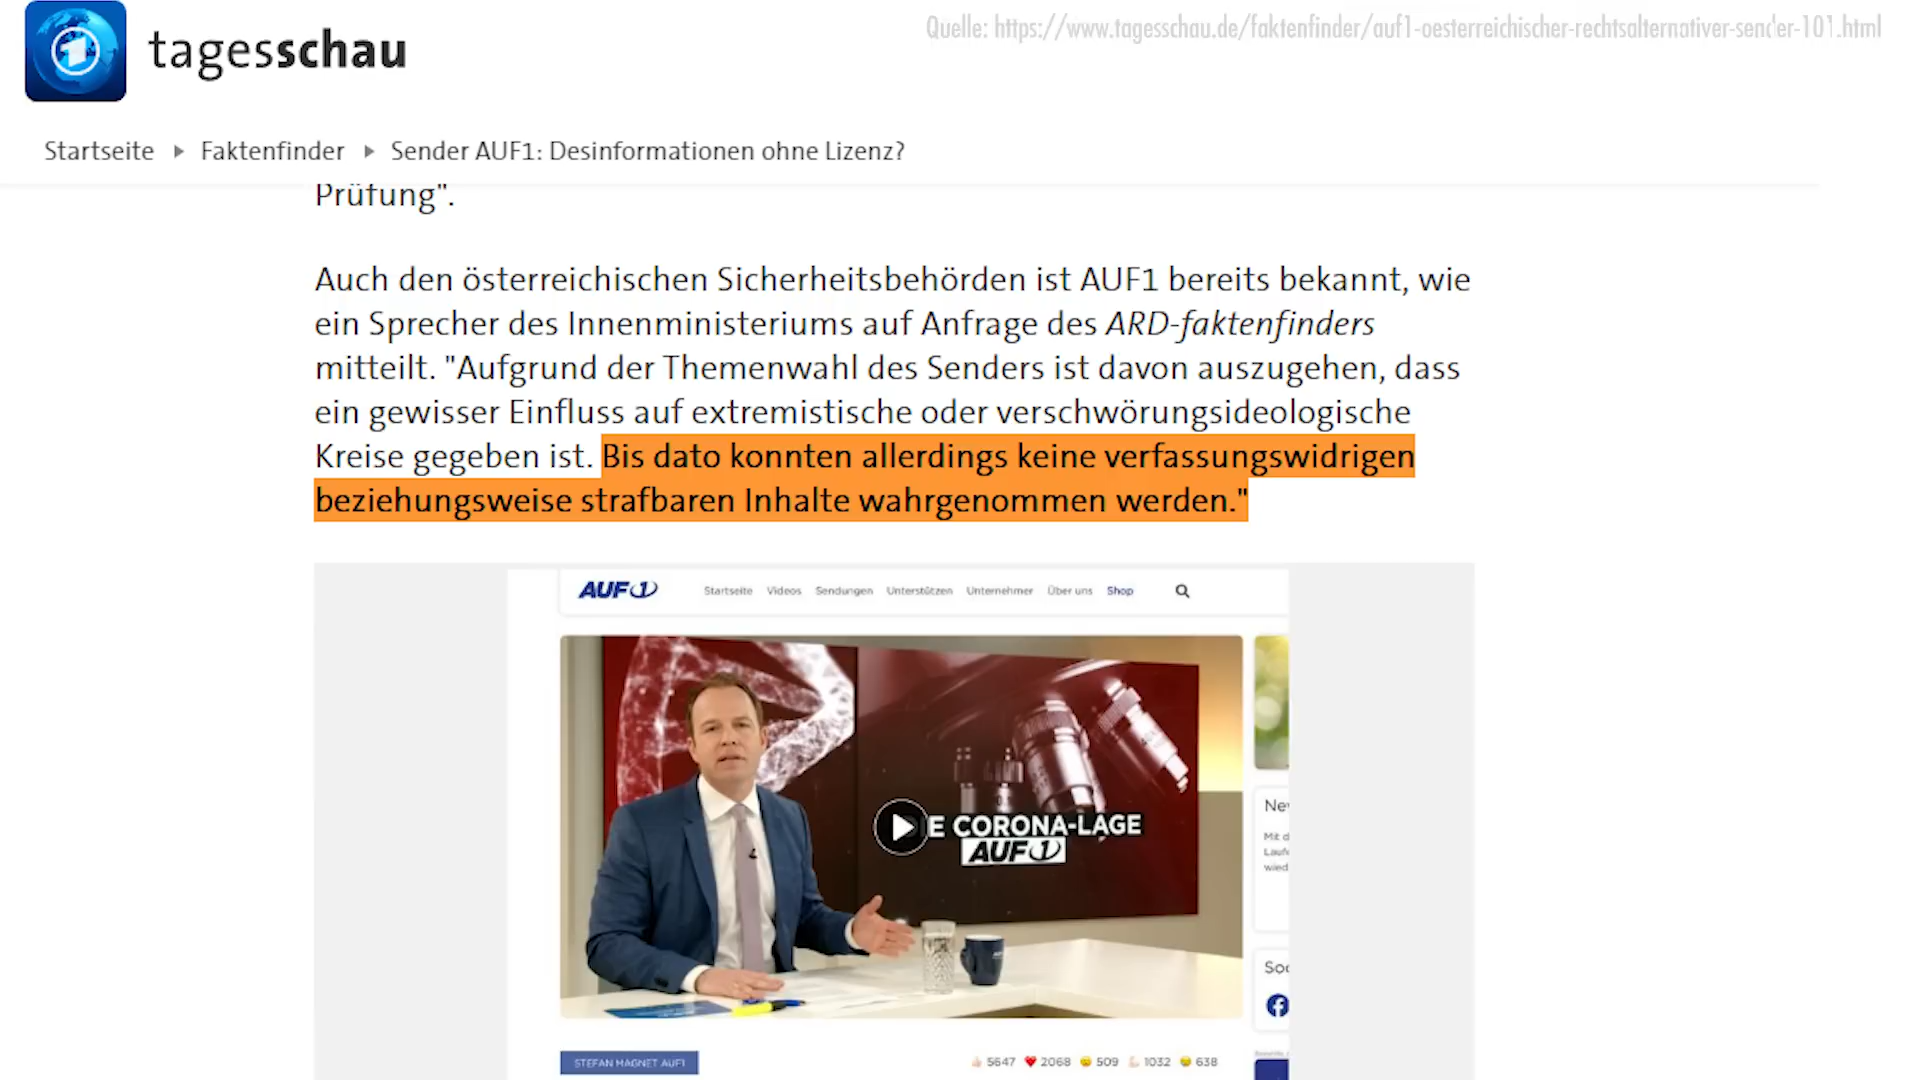 Quelle: https://www.tagesschau.de/faktenfinder/auf1-oesterreichischer-rechtsalternativer-sender-101.html
tagesschau
Startseite ▸ Faktenfinder ▸ Sender AUF1: Desinformationen ohne Lizenz?
Prüfung".
Auch den österreichischen Sicherheitsbehörden ist AUF1 bereits bekannt, wie
ein Sprecher des Innenministeriums auf Anfrage des ARD-faktenfinders
mitteilt. "Aufgrund der Themenwahl des Senders ist davon auszugehen, dass
ein gewisser Einfluss auf extremistische oder verschwörungsideologische
Kreise gegeben ist. Bis dato konnten allerdings keine verfassungswidrigen
beziehungsweise strafbaren Inhalte wahrgenommen werden."
AUF1 Startseite Videos Sendungen Unterstützen Unternehmer Über uns Shop
E CORONA-LAGE
AUF1
STEFAN MAGNET AUF1
5647 2068 509 1032 638